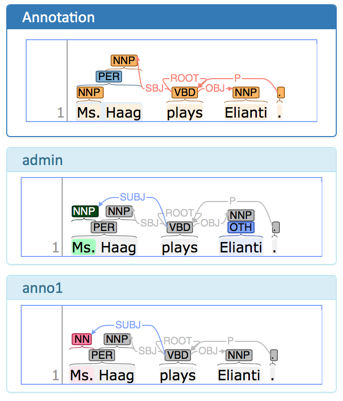 Annotation
NNP
PER ROOT P
NNP SBJ VBD OBJ NNP .
1 Ms. Haag plays Elianti .
admin
SUBJ P
NNP NNP ROOT NNP
PER SBJ VBD OBJ OTH .
1 Ms. Haag plays Elianti .
anno1
SUBJ
NN NNP ROOT P
PER SBJ VBD OBJ NNP .
1 Ms. Haag plays Elianti .